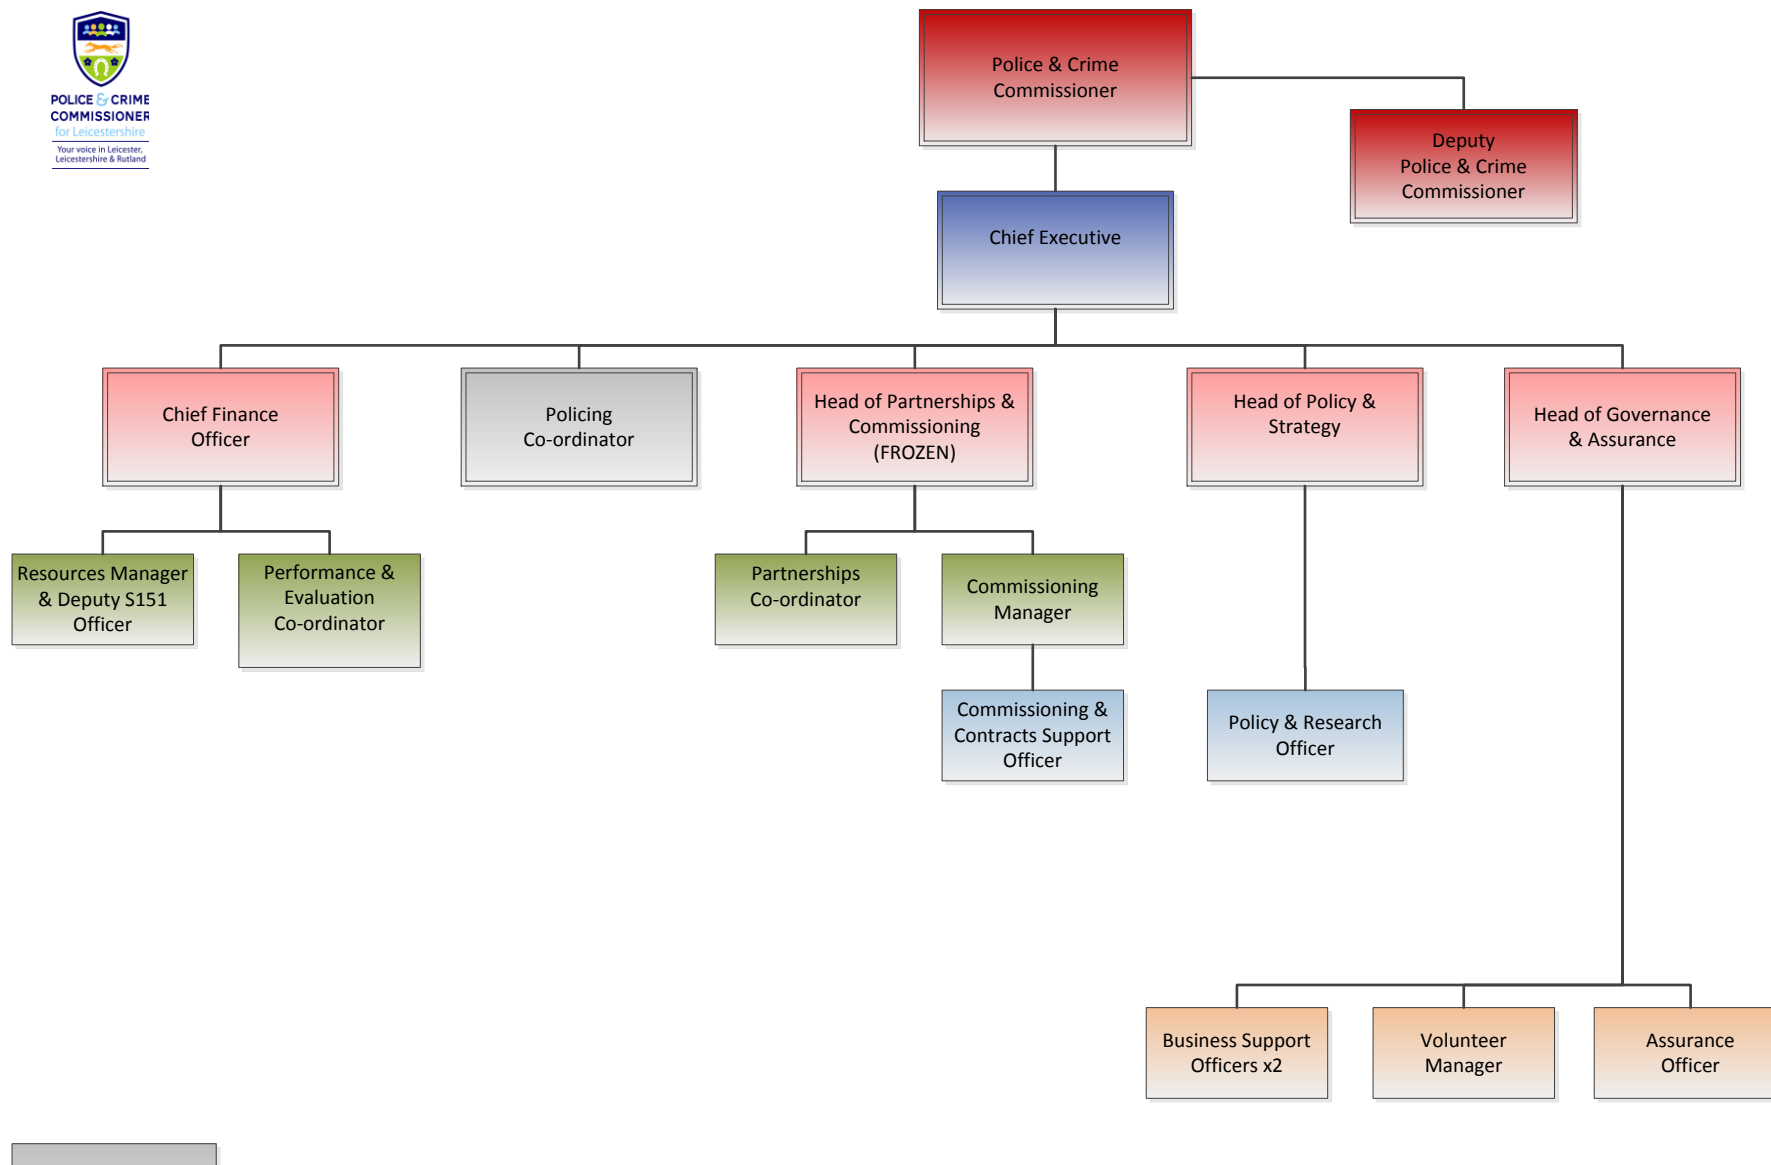 POLICE & CRIME
COMMISSIONER
for Leicestershire
Your voice in Leicester,
Leicestershire & Rutland
Police & Crime
Commissioner
Deputy
Police & Crime
Commissioner
Chief Executive
Chief Finance
Officer
Policing
Co-ordinator
Head of Partnerships &
Commissioning
(FROZEN)
Head of Policy &
Strategy
Head of Governance
& Assurance
Resources Manager
& Deputy S151
Officer
Performance &
Evaluation
Co-ordinator
Partnerships
Co-ordinator
Commissioning
Manager
Commissioning &
Contracts Support
Officer
Policy & Research
Officer
Business Support
Officers x2
Volunteer
Manager
Assurance
Officer